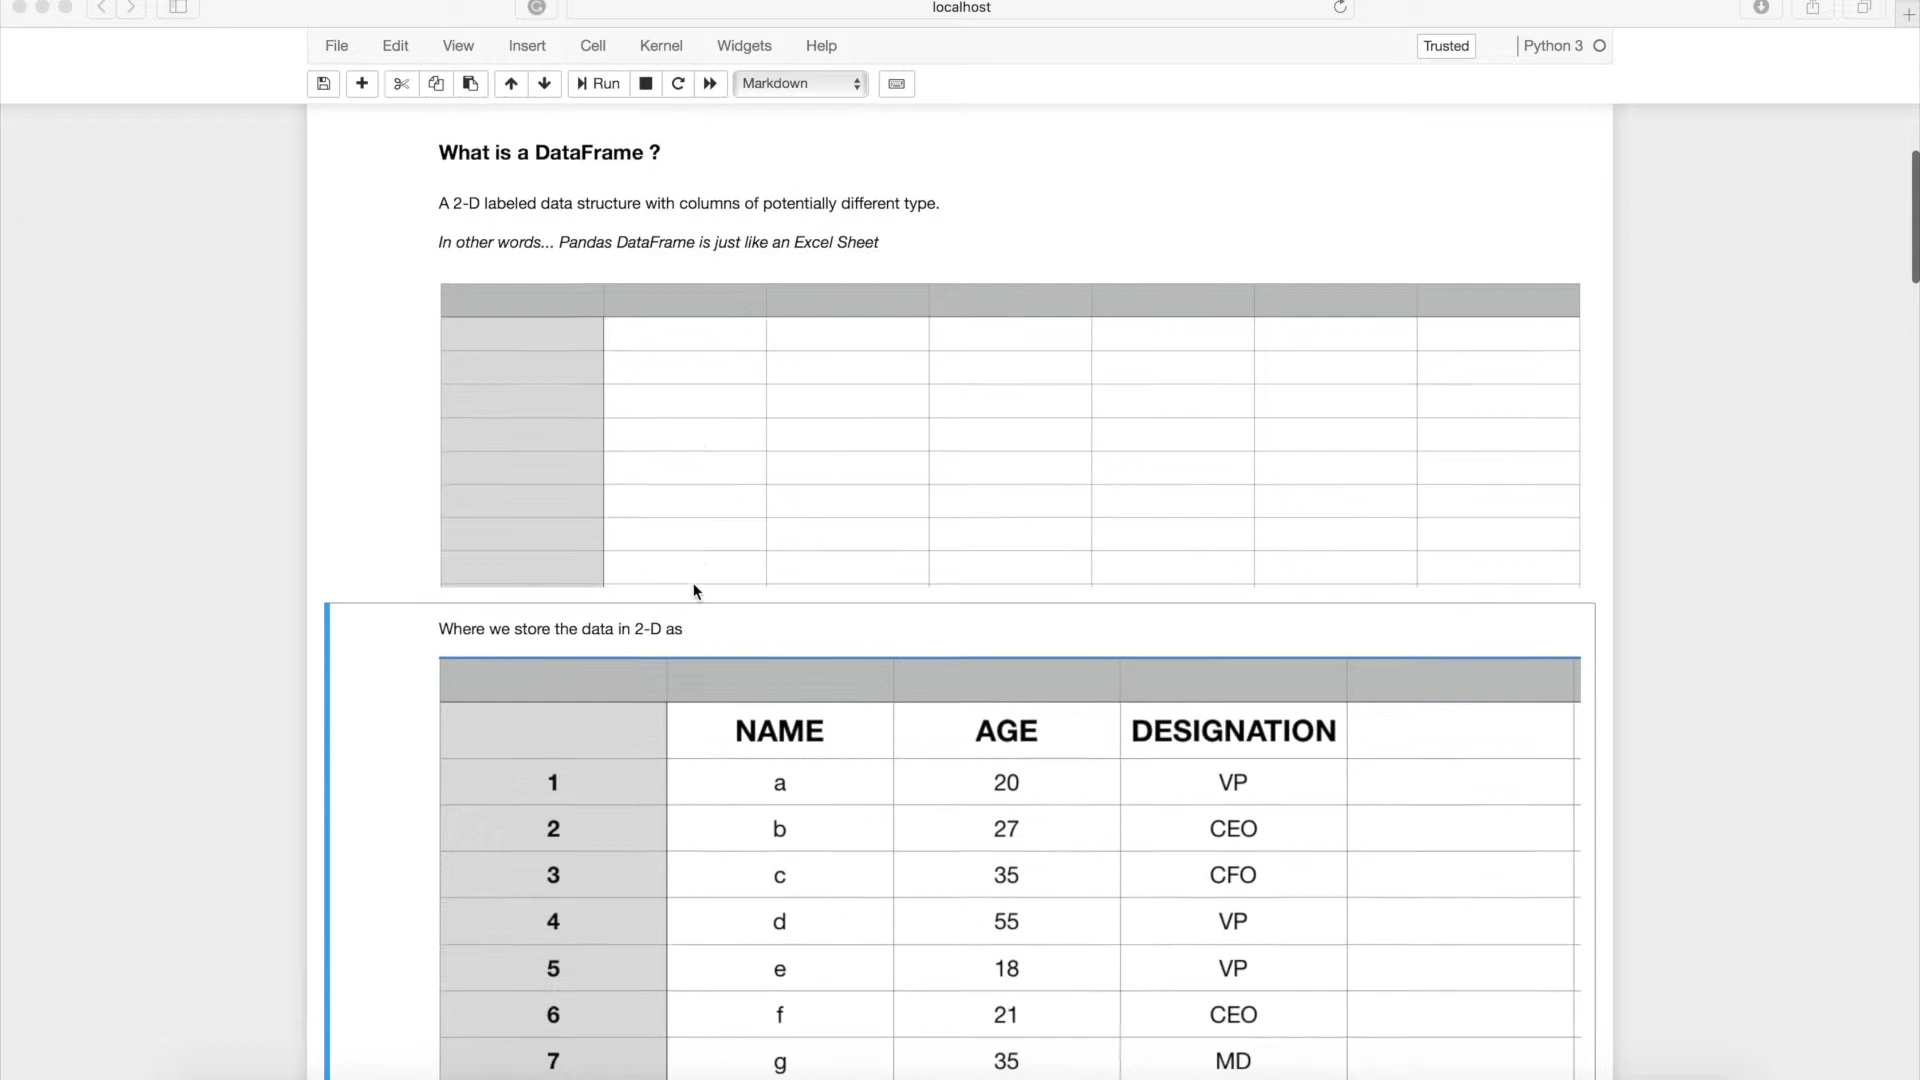 localhost
File Edit View Insert Cell Kernel Widgets Help Trusted Python 3
Run Markdown
What is a DataFrame ?
A 2-D labeled data structure with columns of potentially different type.
In other words... Pandas DataFrame is just like an Excel Sheet
Where we store the data in 2-D as
NAME AGE DESIGNATION
1 a 20 VP
2 b 27 CEO
3 c 35 CFO
4 d 55 VP
5 e 18 VP
6 f 21 CEO
7 g 35 MD